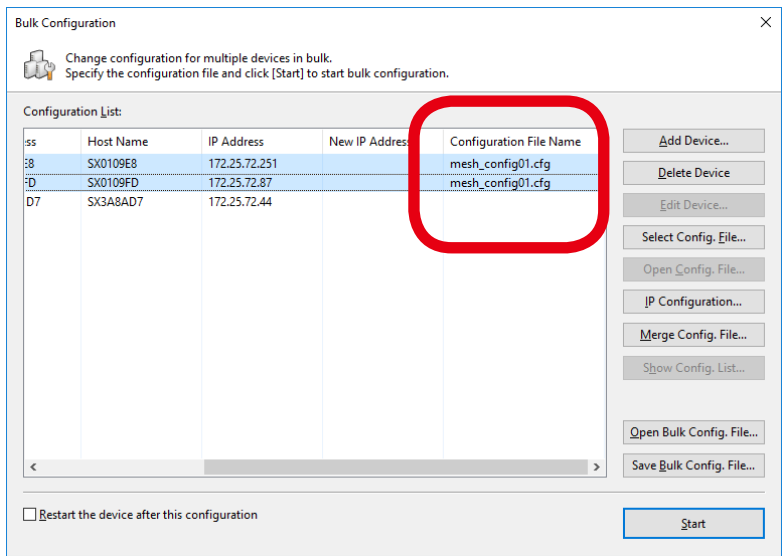 Bulk Configuration
Change configuration for multiple devices in bulk.
Specify the configuration file and click [Start] to start bulk configuration.
Configuration List:
ss Host Name IP Address New IP Address Configuration File Name
E8 SX0109E8 172.25.72.251 mesh_config01.cfg
FD SX0109FD 172.25.72.87 mesh_config01.cfg
D7 SX3A8AD7 172.25.72.44
Add Device...
Delete Device
Edit Device...
Select Config. File...
Open Config. File...
IP Configuration...
Merge Config. File...
Show Config. List...
Open Bulk Config. File...
Save Bulk Config. File...
Restart the device after this configuration
Start